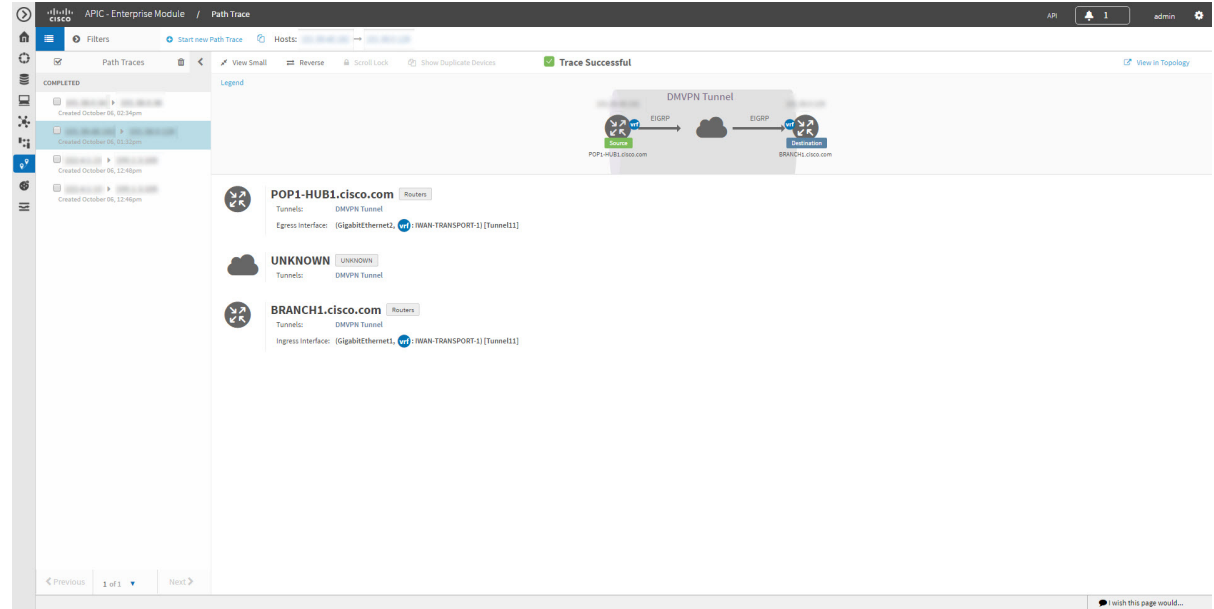 CISCO APIC - Enterprise Module / Path Trace API 1 admin
Filters Start new Path Trace Hosts: →
Path Traces View Small Reverse Scroll Lock Show Duplicate Devices Trace Successful View in Topology
COMPLETED
Legend
Created October 06, 02:34pm
Created October 06, 01:12pm
Created October 06, 12:48pm
Created October 06, 12:46pm
DMVPN Tunnel
EIGRP EIGRP
vrf vrf
Source Destination
POP1-HUB1.cisco.com BRANCH1.cisco.com
POP1-HUB1.cisco.com Routers
Tunnels: DMVPN Tunnel
Egress Interface: (GigabitEthernet2, vrf : IWAN-TRANSPORT-1) [Tunnel11]
UNKNOWN UNKNOWN
Tunnels: DMVPN Tunnel
BRANCH1.cisco.com Routers
Tunnels: DMVPN Tunnel
Ingress Interface: (GigabitEthernet1, vrf : IWAN-TRANSPORT-1) [Tunnel11]
Previous 1 of 1 Next
I wish this page would...